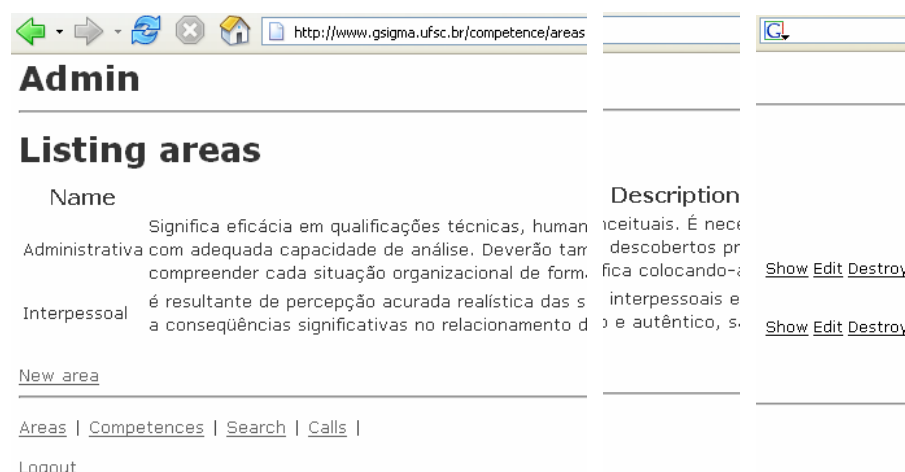 http://www.gsigma.ufsc.br/competence/areas
Admin
Listing areas
Name Description
Significa eficácia em qualificações técnicas, human nceituais. É nece
Administrativa com adequada capacidade de análise. Deverão tam descobertos pr
compreender cada situação organizacional de form fica colocando-a Show Edit Destroy
é resultante de percepção acurada realística das s interpessoais e
Interpessoal a conseqüências significativas no relacionamento d o e autêntico, sa Show Edit Destroy
New area
Areas | Competences | Search | Calls |
Logout